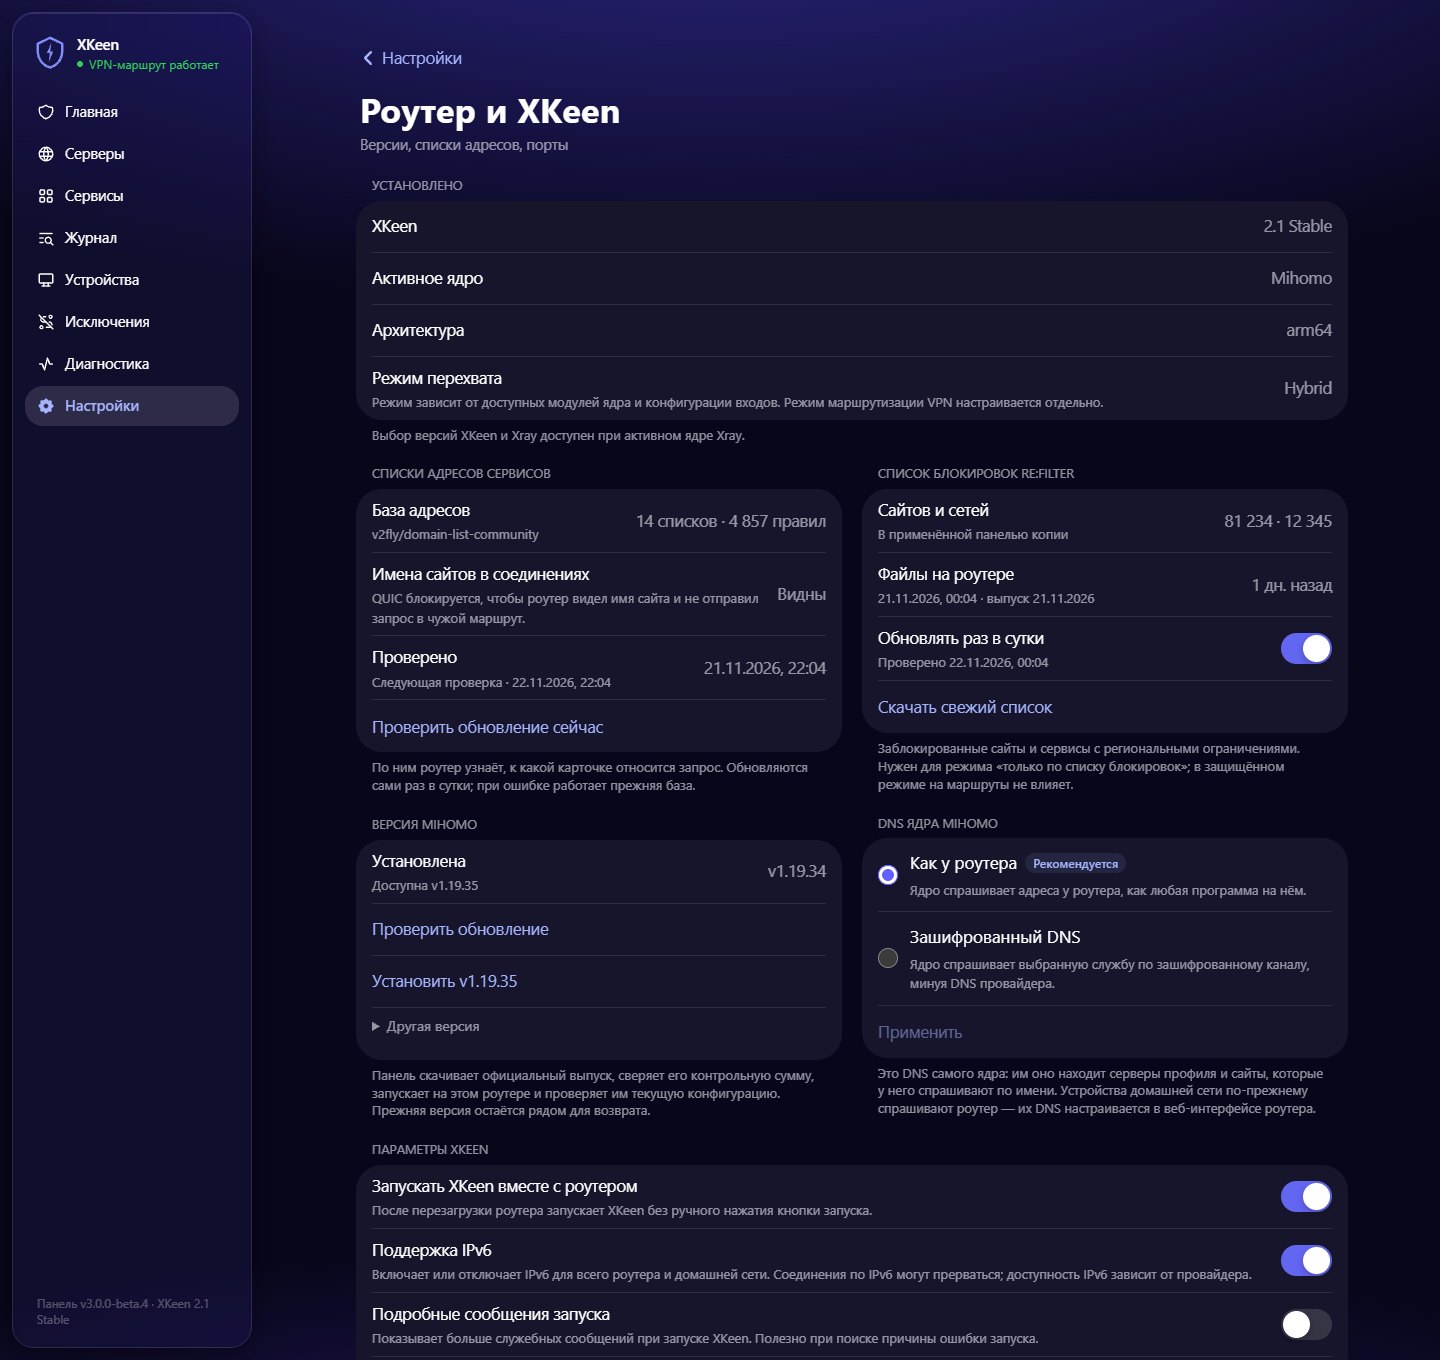 XKeen
VPN-маршрут работает
Главная
Серверы
Сервисы
Журнал
Устройства
Исключения
Диагностика
Настройки
Панель v3.0.0-beta.4 · XKeen 2.1
Stable
Настройки
Роутер и XKeen
Версии, списки адресов, порты
УСТАНОВЛЕНО
XKeen
2.1 Stable
Активное ядро
Mihomo
Архитектура
arm64
Режим перехвата
Режим зависит от доступных модулей ядра и конфигурации входов. Режим маршрутизации VPN настраивается отдельно.
Hybrid
Выбор версий XKeen и Xray доступен при активном ядре Xray.
СПИСКИ АДРЕСОВ СЕРВИСОВ
База адресов
v2fly/domain-list-community
14 списков · 4 857 правил
Имена сайтов в соединениях
QUIC блокируется, чтобы роутер видел имя сайта и не отправил
запрос в чужой маршрут.
Видны
Проверено
Следующая проверка · 22.11.2026, 22:04
21.11.2026, 22:04
Проверить обновление сейчас
По ним роутер узнаёт, к какой карточке относится запрос. Обновляются
сами раз в сутки; при ошибке работает прежняя база.
СПИСОК БЛОКИРОВОК RE:FILTER
Сайтов и сетей
В применённой панелью копии
81 234 · 12 345
Файлы на роутере
21.11.2026, 00:04 · выпуск 21.11.2026
1 дн. назад
Обновлять раз в сутки
Проверено 22.11.2026, 00:04
Скачать свежий список
Заблокированные сайты и сервисы с региональными ограничениями.
Нужен для режима «только по списку блокировок»; в защищённом
режиме на маршруты не влияет.
ВЕРСИЯ MIHOMO
Установлена
Доступна v1.19.35
v1.19.34
Проверить обновление
Установить v1.19.35
Другая версия
Панель скачивает официальный выпуск, сверяет его контрольную сумму,
запускает на этом роутере и проверяет им текущую конфигурацию.
Прежняя версия остаётся рядом для возврата.
DNS ЯДРА MIHOMO
Как у роутера
Рекомендуется
Ядро спрашивает адреса у роутера, как любая программа на нём.
Зашифрованный DNS
Ядро спрашивает выбранную службу по зашифрованному каналу,
минуя DNS провайдера.
Применить
Это DNS самого ядра: им оно находит серверы профиля и сайты, которые
у него спрашивают по имени. Устройства домашней сети по-прежнему
спрашивают роутер — их DNS настраивается в веб-интерфейсе роутера.
ПАРАМЕТРЫ XKEEN
Запускать XKeen вместе с роутером
После перезагрузки роутера запускает XKeen без ручного нажатия кнопки запуска.
Поддержка IPv6
Включает или отключает IPv6 для всего роутера и домашней сети. Соединения по IPv6 могут прерваться; доступность IPv6 зависит от провайдера.
Подробные сообщения запуска
Показывает больше служебных сообщений при запуске XKeen. Полезно при поиске причины ошибки запуска.